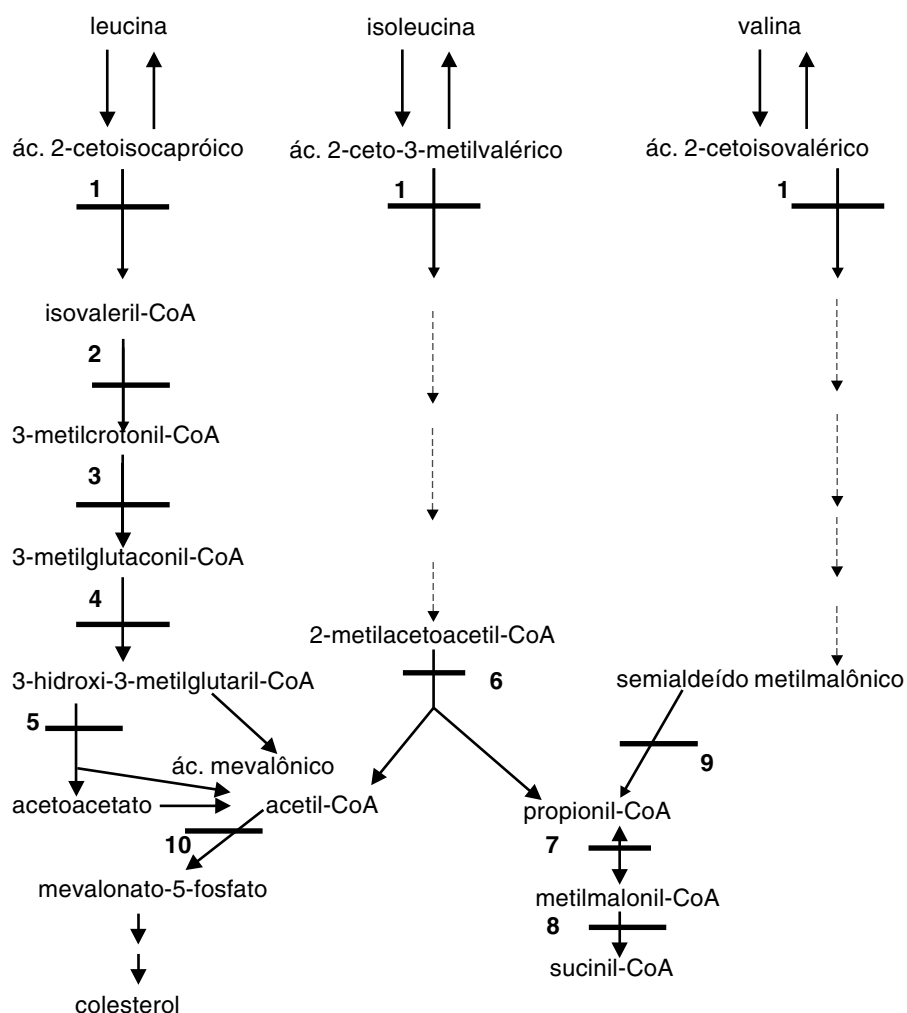 leucina
isoleucina
valina
ác. 2-cetoisocapróico
ác. 2-ceto-3-metilvalérico
ác. 2-cetoisovalérico
1
1
1
isovaleril-CoA
2
3-metilcrotonil-CoA
3
3-metilglutaconil-CoA
4
2-metilacetoacetil-CoA
3-hidroxi-3-metilglutaril-CoA
6
semialdeído metilmalônico
5
ác. mevalônico
9
acetoacetato
acetil-CoA
propionil-CoA
10
7
mevalonato-5-fosfato
metilmalonil-CoA
8
sucinil-CoA
colesterol